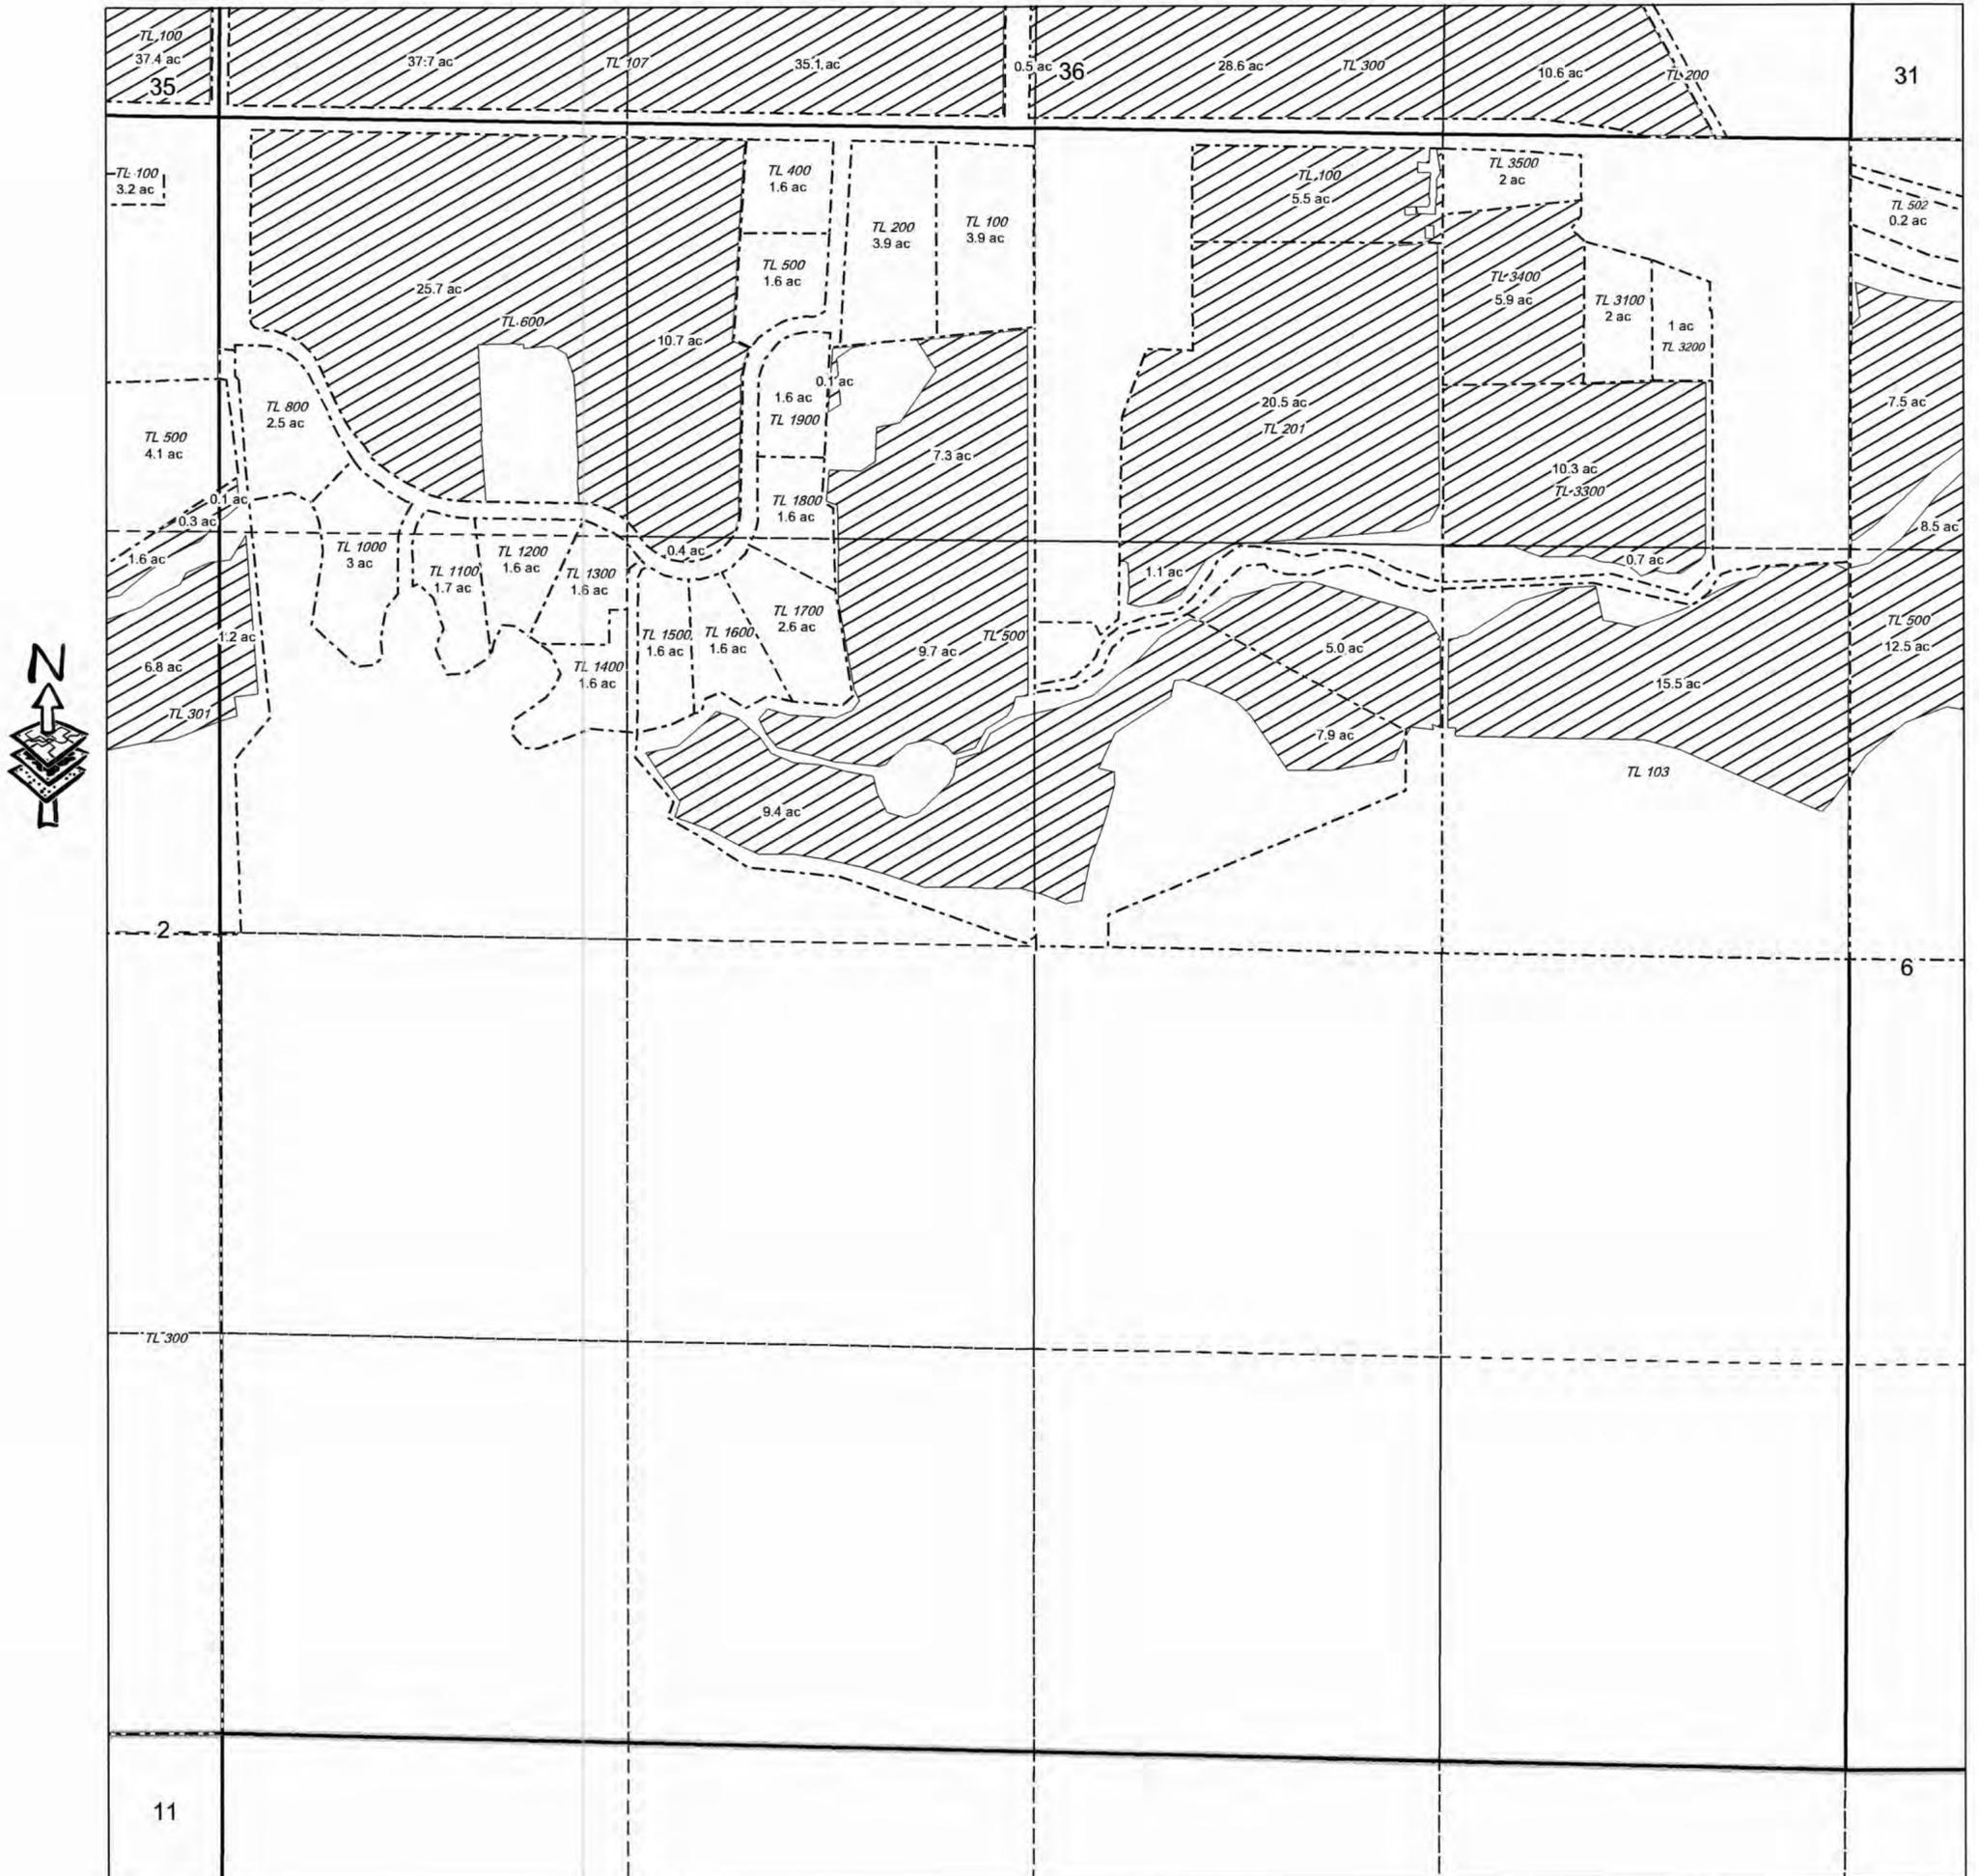 TL 100
37.4 ac
35
37.7 ac
TL 107
35.1 ac
0.5 ac
36
28.6 ac
TL 300
10.6 ac
TL 200
31
TL 100
3.2 ac
TL 400
1.6 ac
TL 200
3.9 ac
TL 100
3.9 ac
TL 100
5.5 ac
TL 3500
2 ac
TL 502
0.2 ac
TL 500
1.6 ac
25.7 ac
TL 600
10.7 ac
TL 3400
5.9 ac
TL 3100
2 ac
1 ac
TL 3200
0.1 ac
1.6 ac
TL 1900
TL 800
2.5 ac
TL 500
4.1 ac
20.5 ac
TL 201
7.5 ac
7.3 ac
10.3 ac
TL 3300
0.1 ac
0.3 ac
TL 1800
1.6 ac
8.5 ac
1.6 ac
TL 1000
3 ac
TL 1100
1.7 ac
TL 1200
1.6 ac
TL 1300
1.6 ac
0.4 ac
1.1 ac
0.7 ac
1.2 ac
TL 1500
1.6 ac
TL 1600
1.6 ac
TL 1700
2.6 ac
TL 500
9.7 ac
5.0 ac
TL 500
12.5 ac
N
6.8 ac
TL 301
TL 1400
1.6 ac
15.5 ac
7.9 ac
TL 103
9.4 ac
2
6
TL 300
11